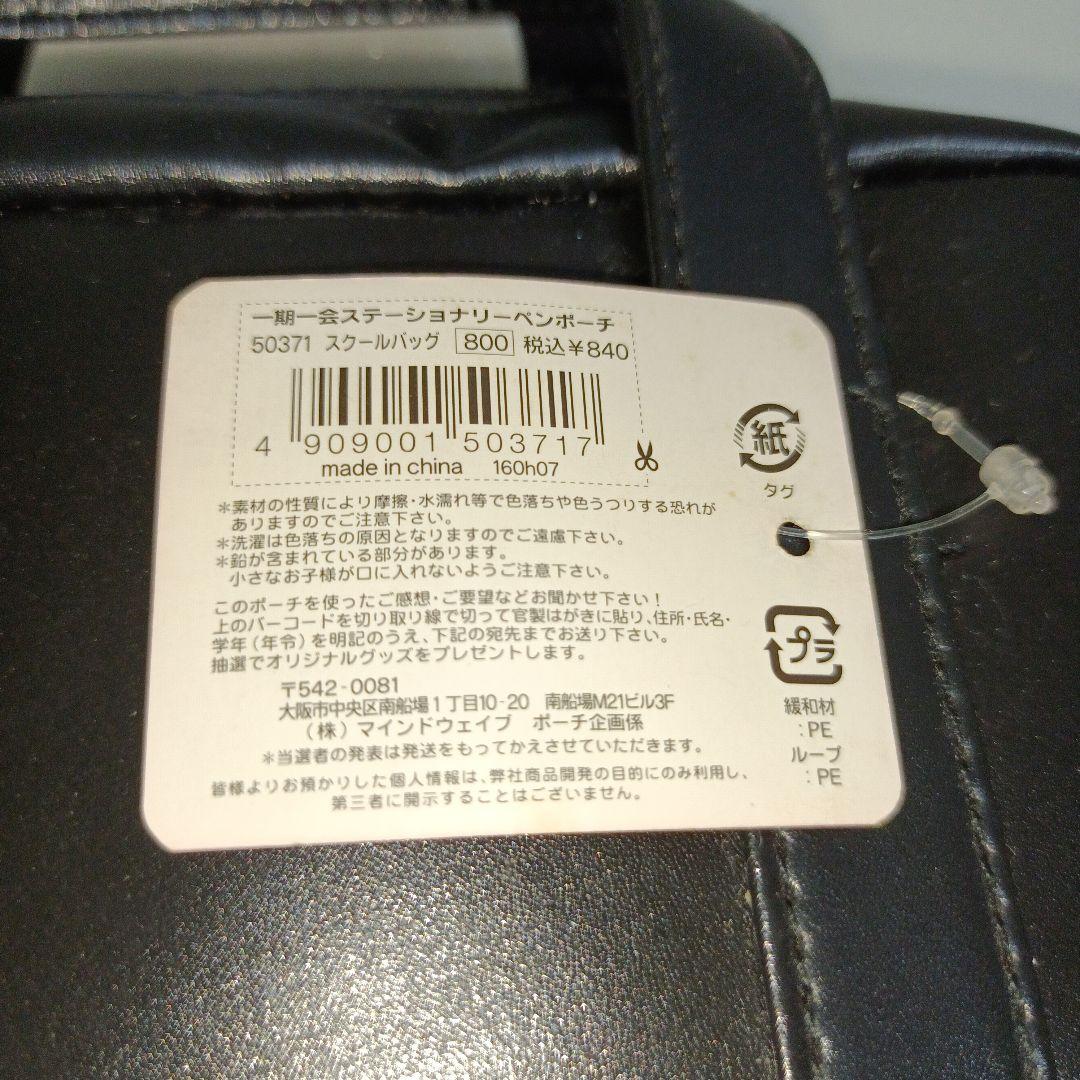 一期一会ステーショナリーペンポーチ
50371 スクールバッグ 800 税込¥840
4 909001 503717
made in china 160h07
紙
タグ
＊素材の性質により摩擦・水濡れ等で色落ちや色うつりする恐れが
ありますのでご注意下さい。
＊洗濯は色落ちの原因となりますのでご遠慮下さい。
＊鉛が含まれている部分があります。
小さなお子様が口に入れないようご注意下さい。
このポーチを使ったご感想・ご要望などお聞かせ下さい！
上のバーコードを切り取り線で切って官製はがきに貼り、住所・氏名・
学年（年令）を明記のうえ、下記の宛先までお送り下さい。
抽選でオリジナルグッズをプレゼントします。
〒542-0081
大阪市中央区南船場1丁目10-20 南船場M21ビル3F
（株）マインドウェイブ ポーチ企画係
＊当選者の発表は発送をもってかえさせていただきます。
皆様よりお預かりした個人情報は、弊社商品開発の目的にのみ利用し、
第三者に開示することはございません。
プラ
緩和材
：PE
ループ
：PE